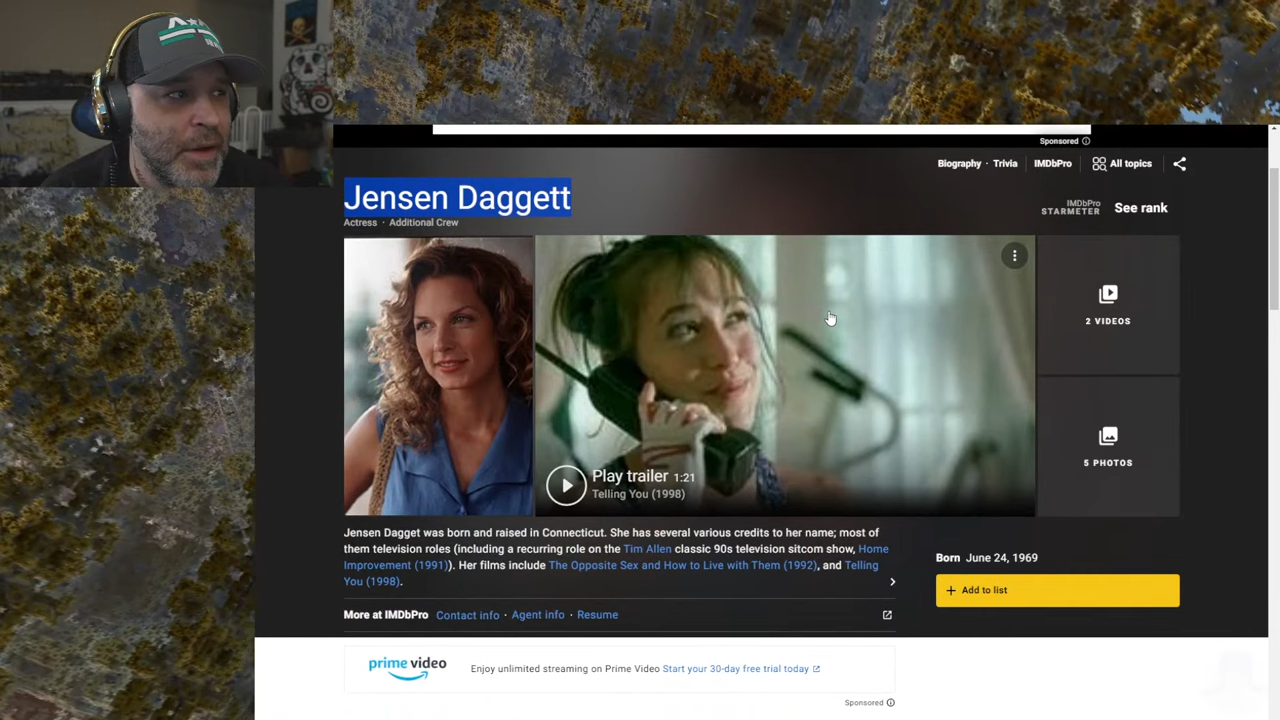 Sponsored
Biography · Trivia IMDbPro All topics
Jensen Daggett
Actress · Additional Crew
IMDbPro
STARMETER See rank
2 VIDEOS
Play trailer 1:21
Telling You (1998)
5 PHOTOS
Jensen Dagget was born and raised in Connecticut. She has several various credits to her name; most of
them television roles (including a recurring role on the Tim Allen classic 90s television sitcom show, Home
Improvement (1991)). Her films include The Opposite Sex and How to Live with Them (1992), and Telling
You (1998).
Born June 24, 1969
+ Add to list
More at IMDbPro Contact info · Agent info · Resume
prime video Enjoy unlimited streaming on Prime Video Start your 30-day free trial today
Sponsored